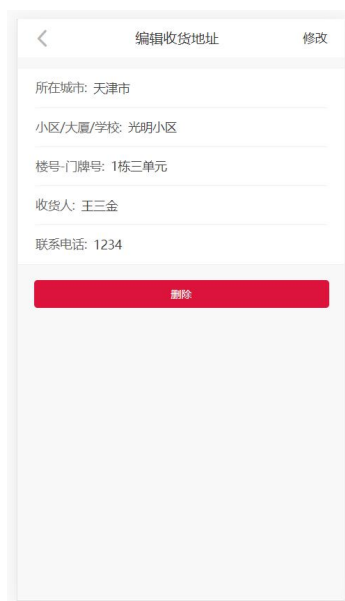 编辑收货地址 修改
所在城市: 天津市
小区/大厦/学校: 光明小区
楼号-门牌号: 1栋三单元
收货人: 王三金
联系电话: 1234
删除